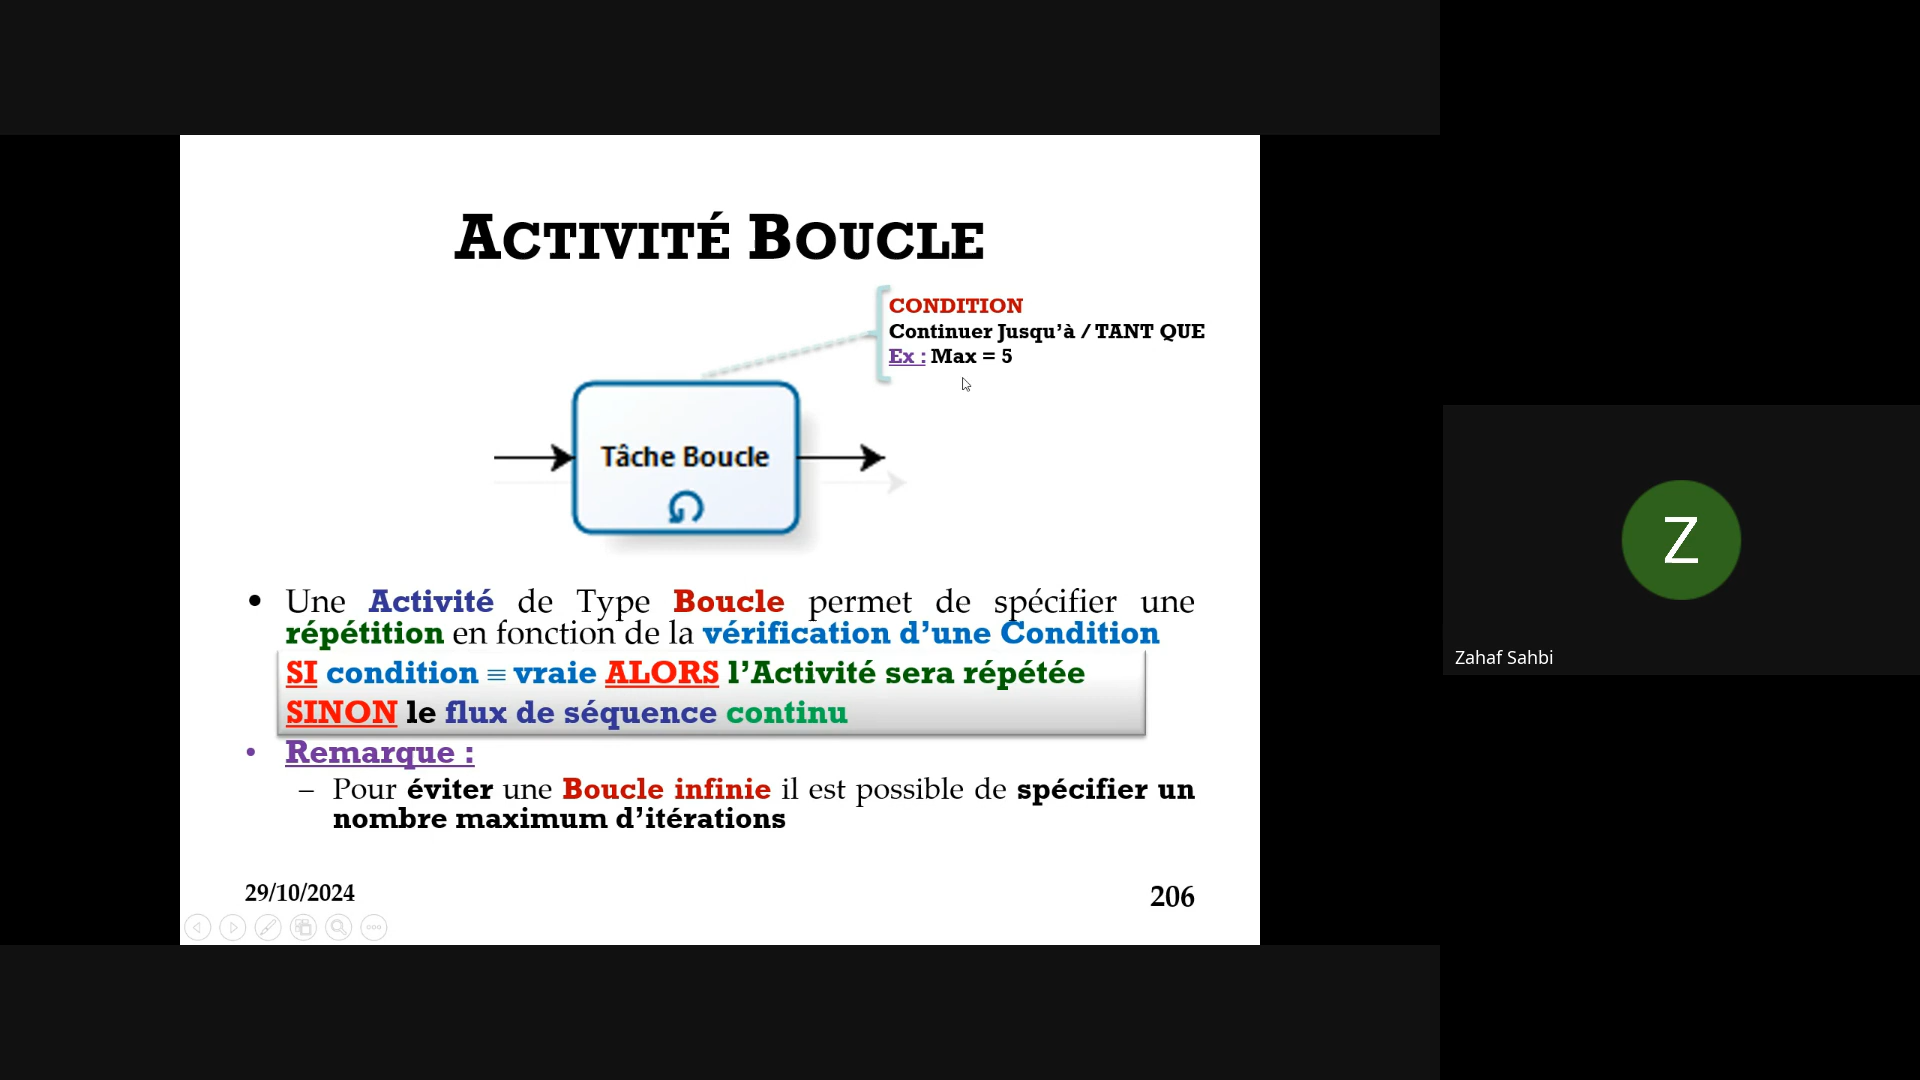 ACTIVITÉ BOUCLE
CONDITION
Continuer Jusqu’à / TANT QUE
Ex : Max = 5
Tâche Boucle
• Une Activité de Type Boucle permet de spécifier une
répétition en fonction de la vérification d’une Condition
SI condition ≡ vraie ALORS l’Activité sera répétée
SINON le flux de séquence continu
• Remarque :
– Pour éviter une Boucle infinie il est possible de spécifier un
nombre maximum d’itérations
29/10/2024
206
Z
Zahaf Sahbi